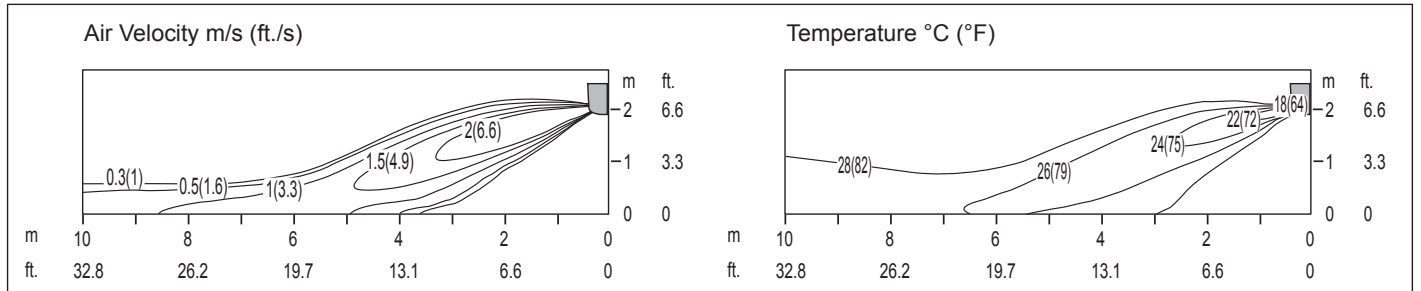 Air Velocity m/s (ft./s)
m ft.
2 6.6
2(6.6)
1.5(4.9)
1 3.3
0.3(1) 0.5(1.6) 1(3.3)
0 0
m 10 8 6 4 2 0
ft. 32.8 26.2 19.7 13.1 6.6 0
Temperature °C (°F)
m ft.
18(64) 2 6.6
22(72)
24(75)
28(82) 26(79) 1 3.3
0 0
m 10 8 6 4 2 0
ft. 32.8 26.2 19.7 13.1 6.6 0